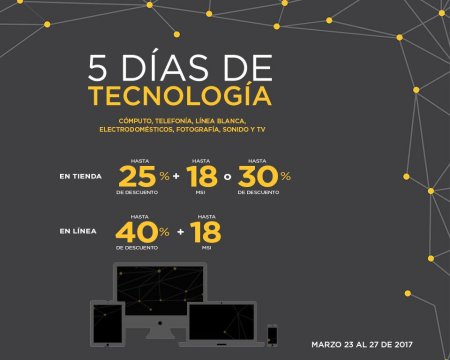 5 DÍAS DE
TECNOLOGÍA
CÓMPUTO, TELEFONÍA, LÍNEA BLANCA,
ELECTRODOMÉSTICOS, FOTOGRAFÍA, SONIDO Y TV
EN TIENDA HASTA 25% DE DESCUENTO + HASTA 18 MSI O HASTA 30% DE DESCUENTO
EN LÍNEA HASTA 40% DE DESCUENTO + HASTA 18 MSI
MARZO 23 AL 27 DE 2017